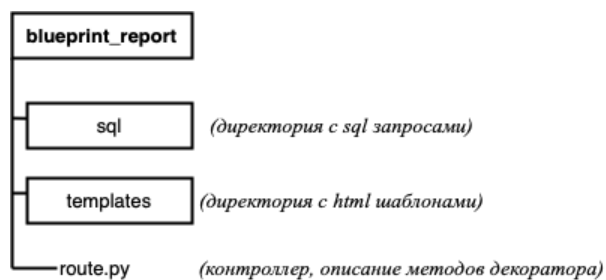 blueprint_report
sql (директория с sql запросами)
templates (директория с html шаблонами)
route.py (контроллер, описание методов декоратора)